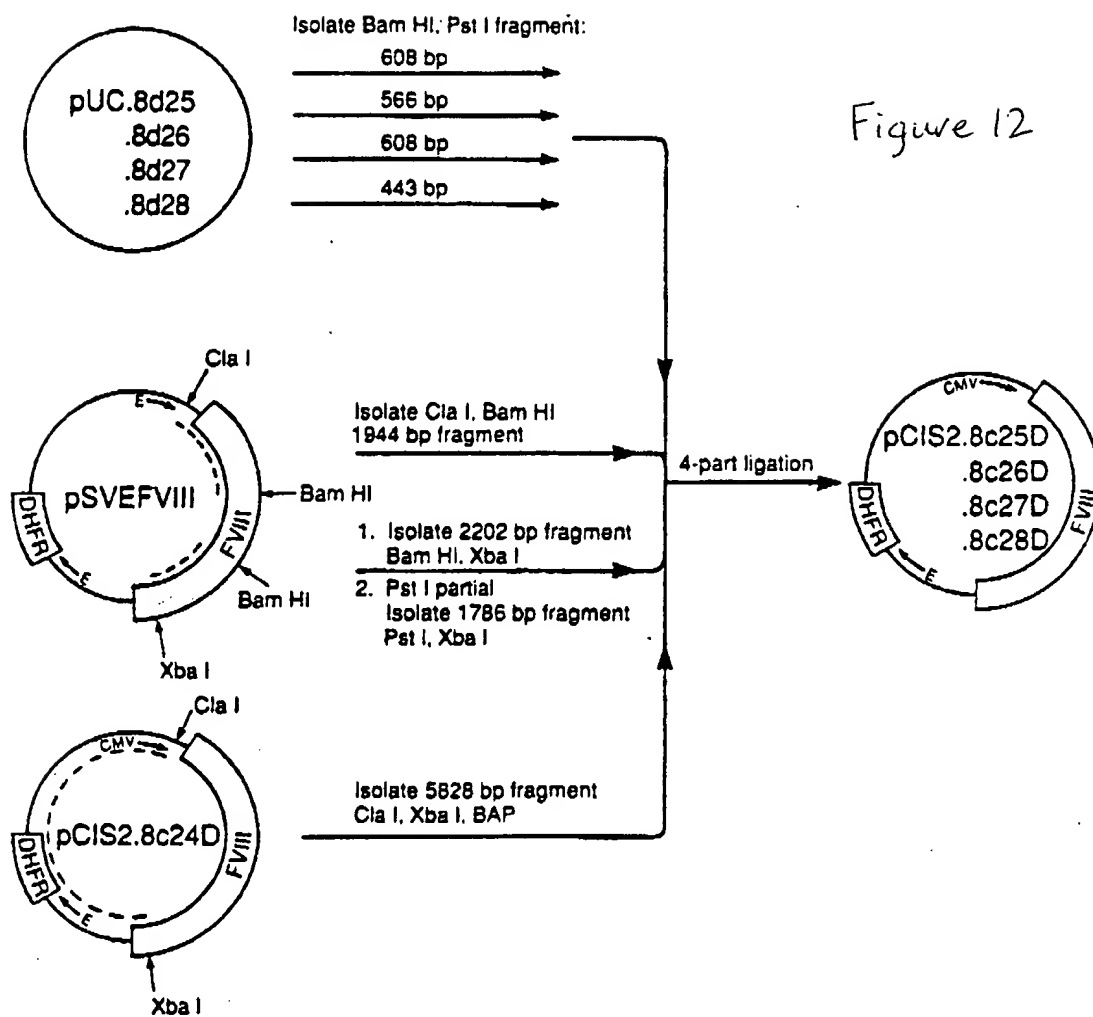 Isolate Bam HI, Pst I fragment:
608 bp
566 bp
608 bp
443 bp
pUC.8d25
.8d26
.8d27
.8d28
Figure 12
Cla I
E
pSVEFVIII
FVIII
DHFR
E
Bam HI
Bam HI
Xba I
Isolate Cla I, Bam HI
1944 bp fragment
1. Isolate 2202 bp fragment
Bam HI, Xba I
2. Pst I partial
Isolate 1786 bp fragment
Pst I, Xba I
4-part ligation
CMV
pCIS2.8c25D
.8c26D
.8c27D
.8c28D
DHFR
E
FVIII
Cla I
CMV
pCIS2.8c24D
FVIII
DHFR
E
Xba I
Isolate 5828 bp fragment
Cla I, Xba I, BAP